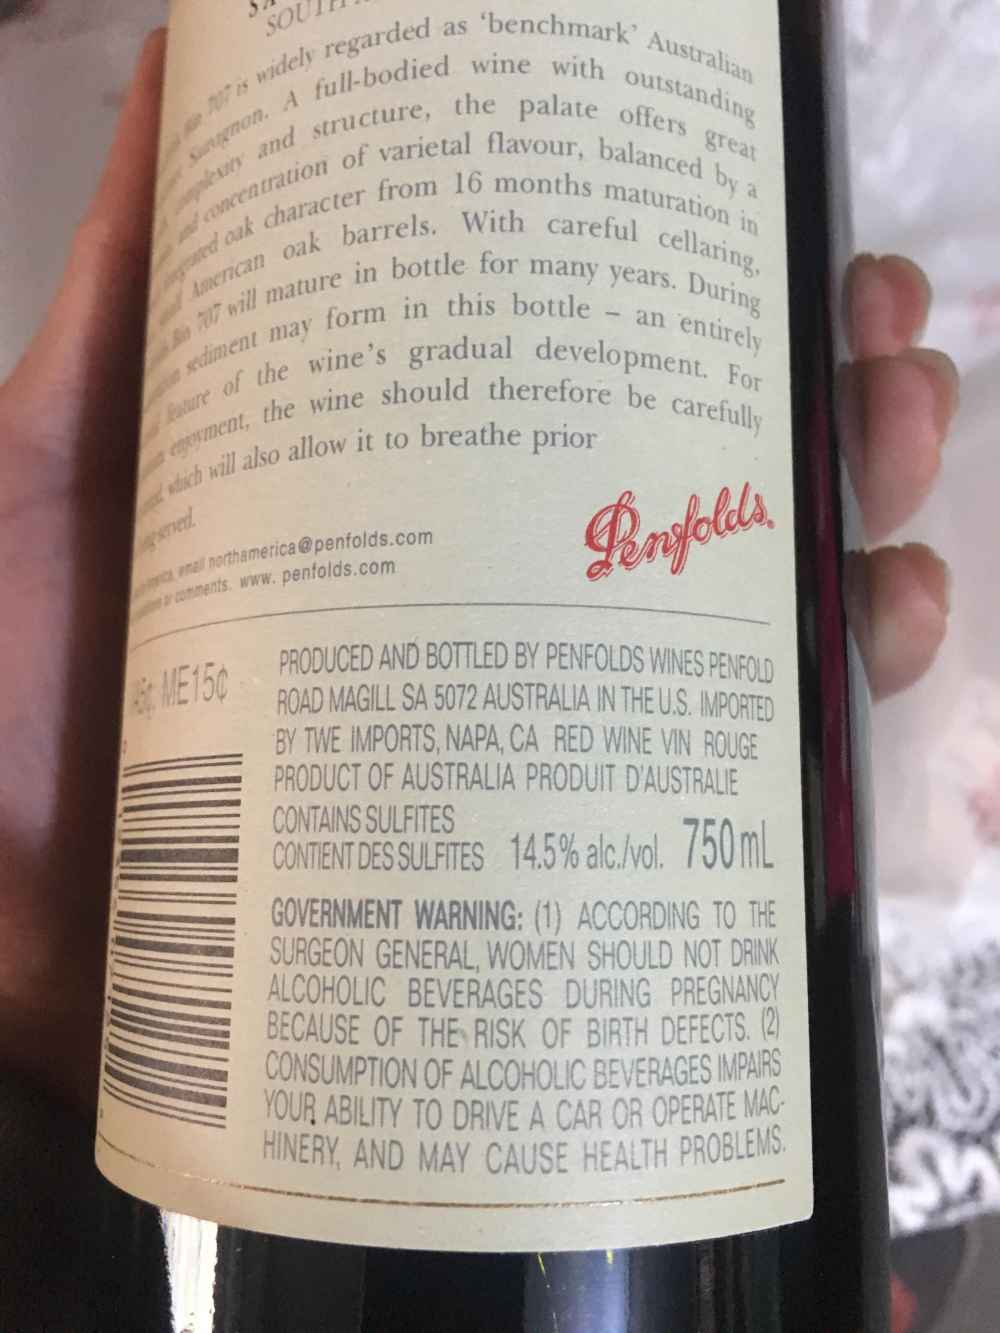 SOUTH
707 is widely regarded as 'benchmark' Australian
Sauvignon. A full-bodied wine with outstanding
complexity and structure, the palate offers great
and concentration of varietal flavour, balanced by a
integrated oak character from 16 months maturation in
American oak barrels. With careful cellaring,
Bin 707 will mature in bottle for many years. During
sediment may form in this bottle – an entirely
feature of the wine's gradual development. For
enjoyment, the wine should therefore be carefully
which will also allow it to breathe prior
served.
Penfolds.
email northamerica@penfolds.com
or comments. www. penfolds.com
ME15¢
PRODUCED AND BOTTLED BY PENFOLDS WINES PENFOLD
ROAD MAGILL SA 5072 AUSTRALIA IN THE U.S. IMPORTED
BY TWE IMPORTS, NAPA, CA RED WINE VIN ROUGE
PRODUCT OF AUSTRALIA PRODUIT D'AUSTRALIE
CONTAINS SULFITES
CONTIENT DES SULFITES 14.5% alc./vol. 750 mL
GOVERNMENT WARNING: (1) ACCORDING TO THE
SURGEON GENERAL, WOMEN SHOULD NOT DRINK
ALCOHOLIC BEVERAGES DURING PREGNANCY
BECAUSE OF THE RISK OF BIRTH DEFECTS. (2)
CONSUMPTION OF ALCOHOLIC BEVERAGES IMPAIRS
YOUR ABILITY TO DRIVE A CAR OR OPERATE MAC-
HINERY, AND MAY CAUSE HEALTH PROBLEMS.